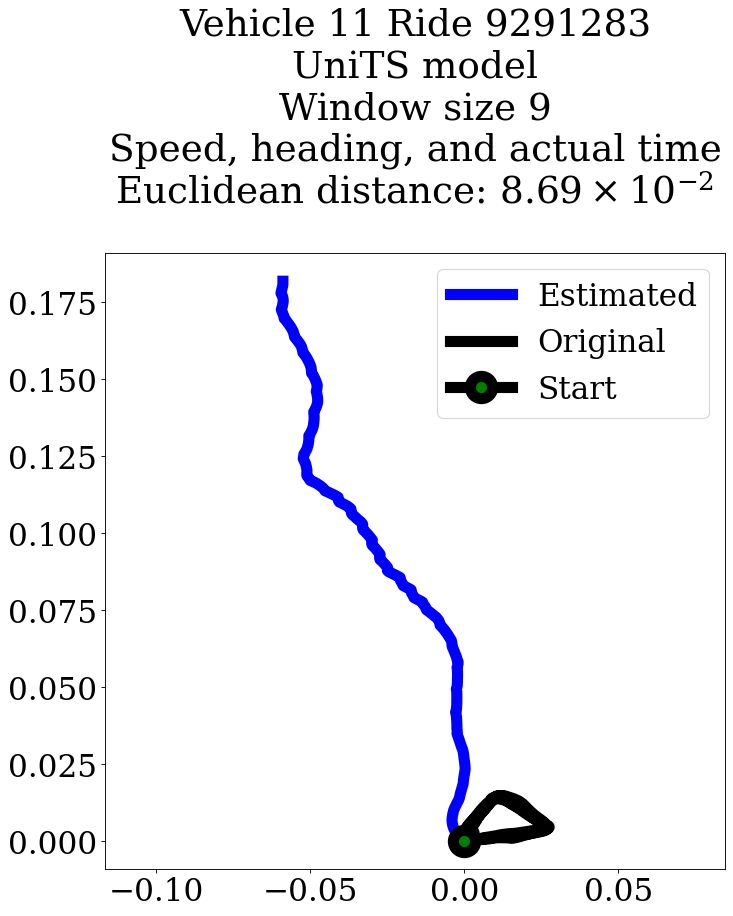 Vehicle 11 Ride 9291283
UniTS model
Window size 9
Speed, heading, and actual time
Euclidean distance: 8.69 × 10⁻²
Estimated
Original
Start
0.175
0.150
0.125
0.100
0.075
0.050
0.025
0.000
−0.10 −0.05 0.00 0.05